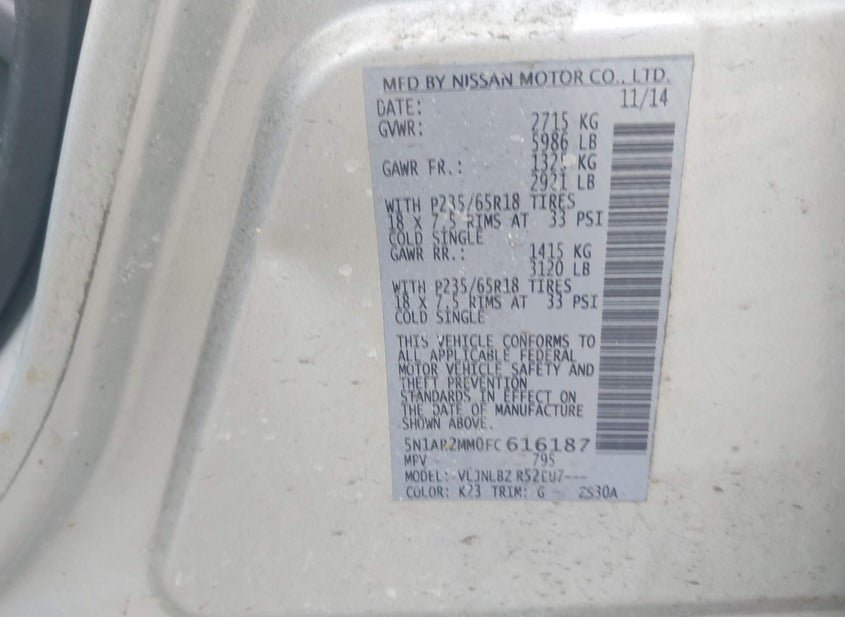 MFD BY NISSAN MOTOR CO., LTD.
DATE: 11/14
GVWR: 2715 KG
5986 LB
GAWR FR.: 1325 KG
2921 LB
WITH P235/65R18 TIRES
18 X 7.5 RIMS AT 33 PSI
COLD SINGLE
GAWR RR.: 1415 KG
3120 LB
WITH P235/65R18 TIRES
18 X 7.5 RIMS AT 33 PSI
COLD SINGLE
THIS VEHICLE CONFORMS TO
ALL APPLICABLE FEDERAL
MOTOR VEHICLE SAFETY AND
THEFT PREVENTION
STANDARDS IN EFFECT ON
THE DATE OF MANUFACTURE
SHOWN ABOVE.
5N1AR2MM0FC616187
MPV 795
MODEL:
COLOR: K23 TRIM: G ZS30A